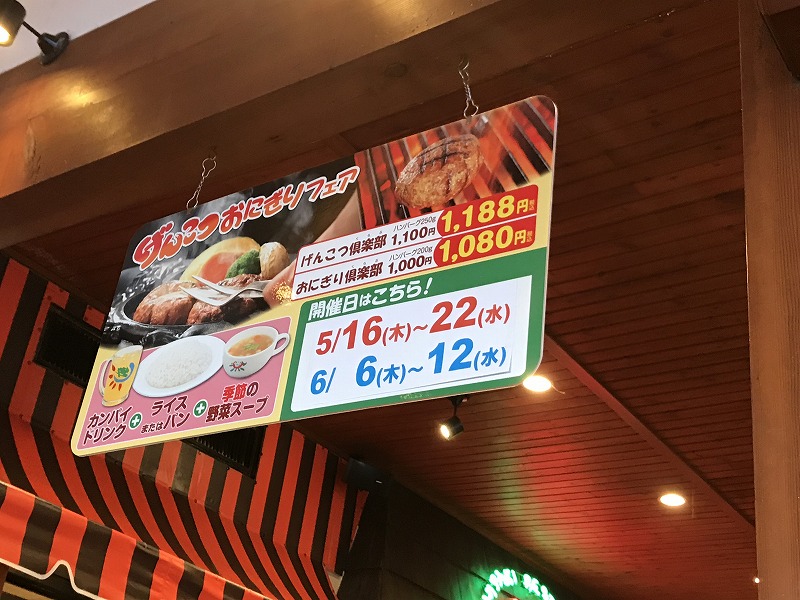 げんこつおにぎりフェア
げんこつ倶楽部 ハンバーグ250g 1,100円 1,188円 税込
おにぎり倶楽部 ハンバーグ200g 1,000円 1,080円 税込
開催日はこちら!
5/16(木)~22(水)
6/ 6(木)~12(水)
カンパイドリンク + ライスまたはパン + 季節の野菜スープ